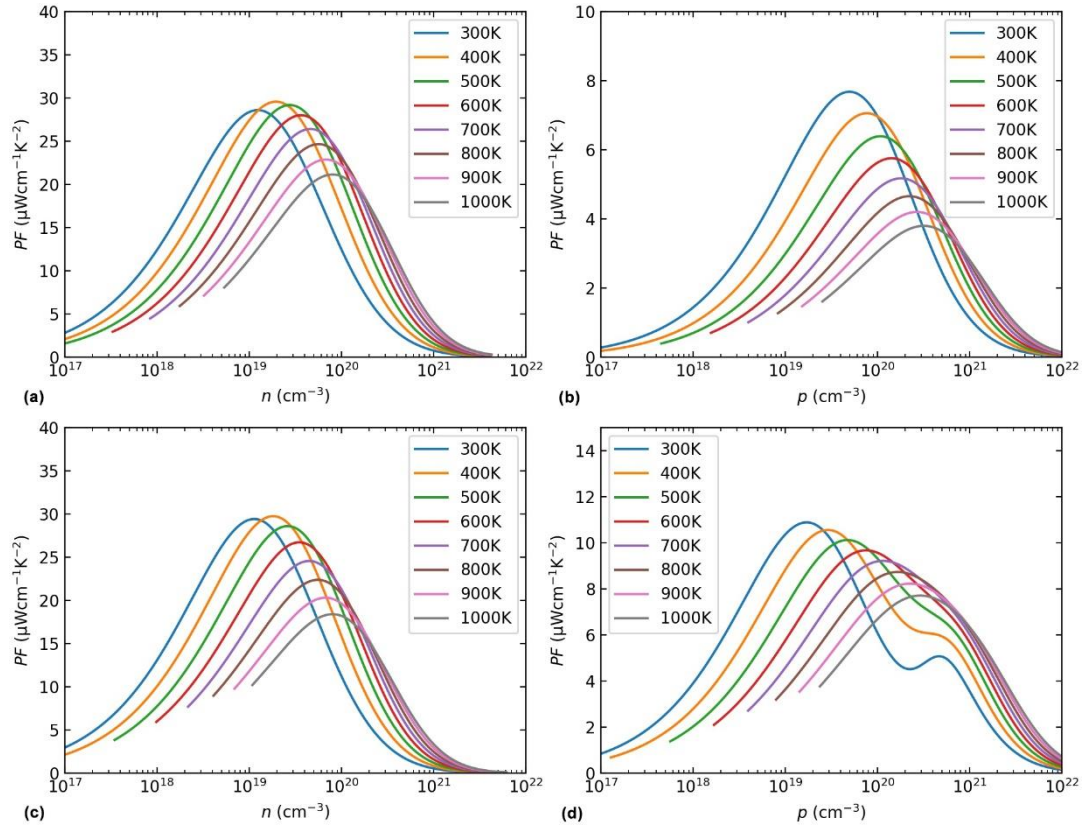 40
35
30
25
20
15
10
5
0
PF (μWcm⁻¹K⁻²)
300K
400K
500K
600K
700K
800K
900K
1000K
10¹⁷ 10¹⁸ 10¹⁹ 10²⁰ 10²¹ 10²²
(a) n (cm⁻³)
10
8
6
4
2
0
PF (μWcm⁻¹K⁻²)
300K
400K
500K
600K
700K
800K
900K
1000K
10¹⁷ 10¹⁸ 10¹⁹ 10²⁰ 10²¹ 10²²
(b) p (cm⁻³)
40
35
30
25
20
15
10
5
0
PF (μWcm⁻¹K⁻²)
300K
400K
500K
600K
700K
800K
900K
1000K
10¹⁷ 10¹⁸ 10¹⁹ 10²⁰ 10²¹ 10²²
(c) n (cm⁻³)
14
12
10
8
6
4
2
0
PF (μWcm⁻¹K⁻²)
300K
400K
500K
600K
700K
800K
900K
1000K
10¹⁷ 10¹⁸ 10¹⁹ 10²⁰ 10²¹ 10²²
(d) p (cm⁻³)